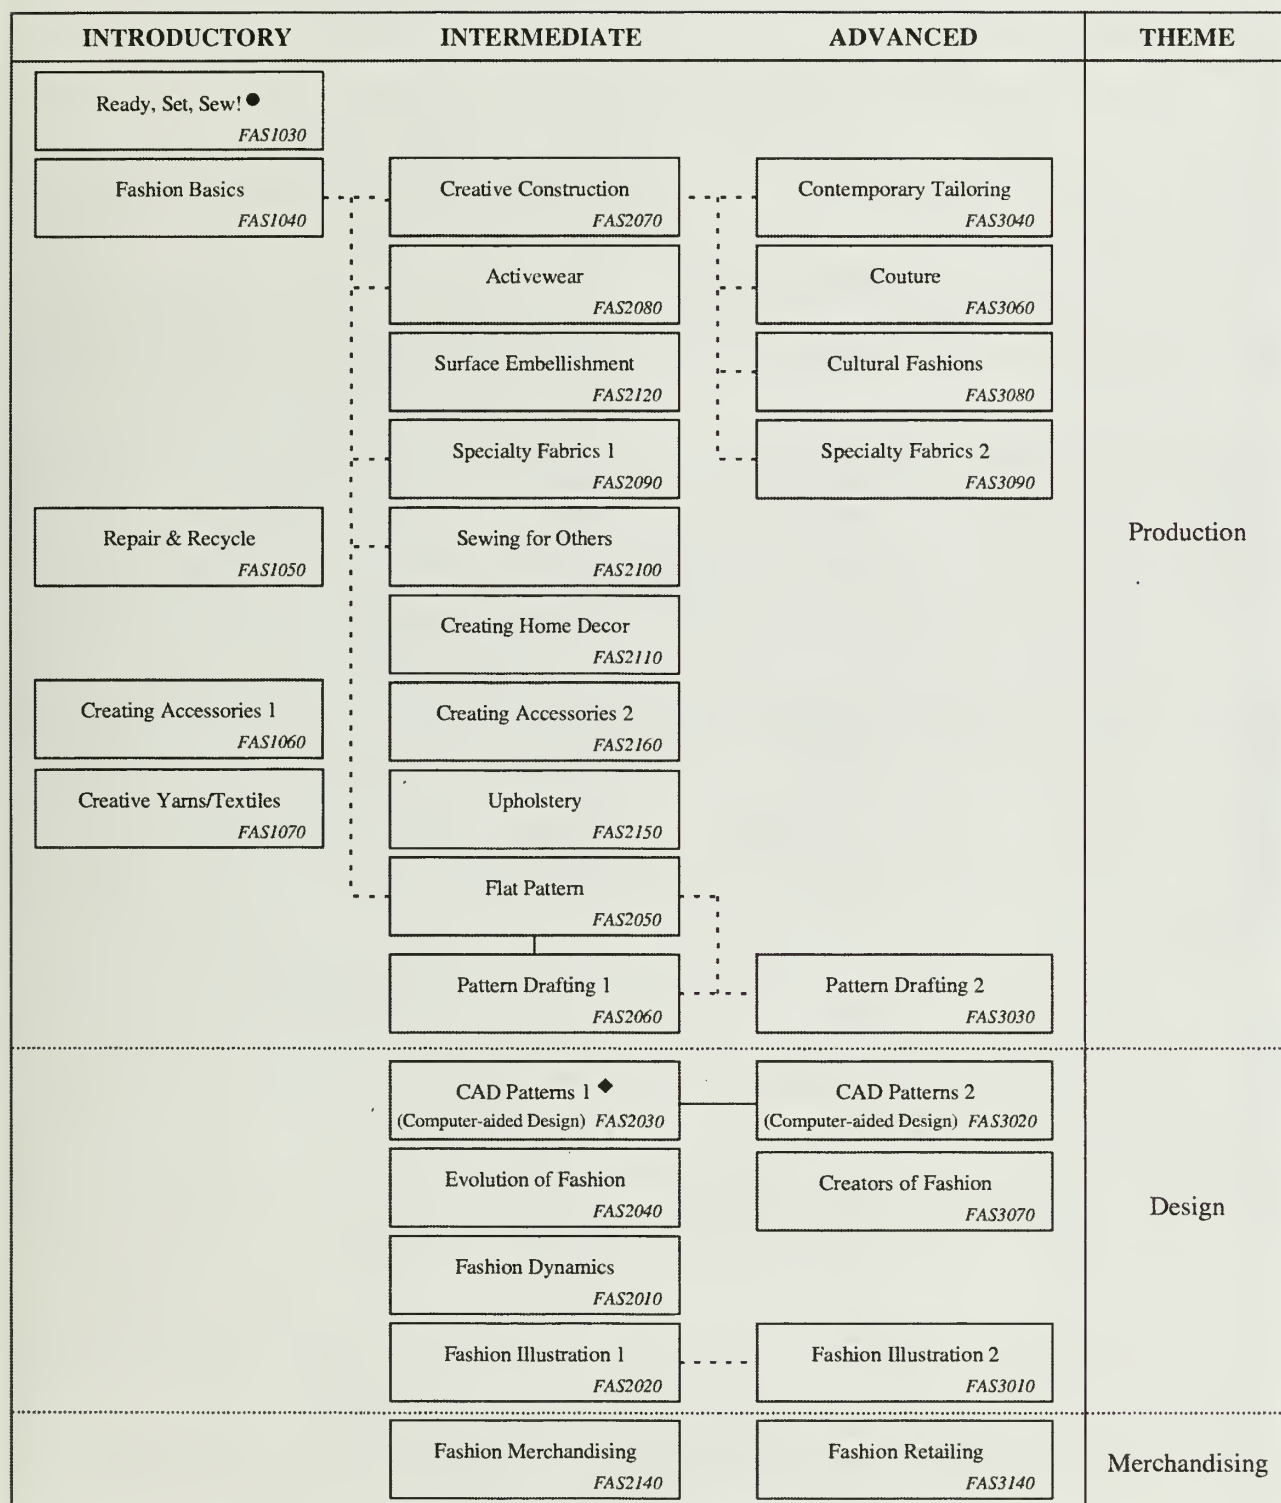 INTRODUCTORY INTERMEDIATE ADVANCED THEME
Ready, Set, Sew! ●
FAS1030
Fashion Basics
FAS1040
Creative Construction
FAS2070
Contemporary Tailoring
FAS3040
Activewear
FAS2080
Couture
FAS3060
Surface Embellishment
FAS2120
Cultural Fashions
FAS3080
Specialty Fabrics 1
FAS2090
Specialty Fabrics 2
FAS3090
Repair & Recycle
FAS1050
Sewing for Others
FAS2100
Production
Creating Home Decor
FAS2110
Creating Accessories 1
FAS1060
Creating Accessories 2
FAS2160
Creative Yarns/Textiles
FAS1070
Upholstery
FAS2150
Flat Pattern
FAS2050
Pattern Drafting 1
FAS2060
Pattern Drafting 2
FAS3030
CAD Patterns 1 ◆
(Computer-aided Design) FAS2030
CAD Patterns 2
(Computer-aided Design) FAS3020
Evolution of Fashion
FAS2040
Creators of Fashion
FAS3070
Design
Fashion Dynamics
FAS2010
Fashion Illustration 1
FAS2020
Fashion Illustration 2
FAS3010
Fashion Merchandising
FAS2140
Fashion Retailing
FAS3140
Merchandising